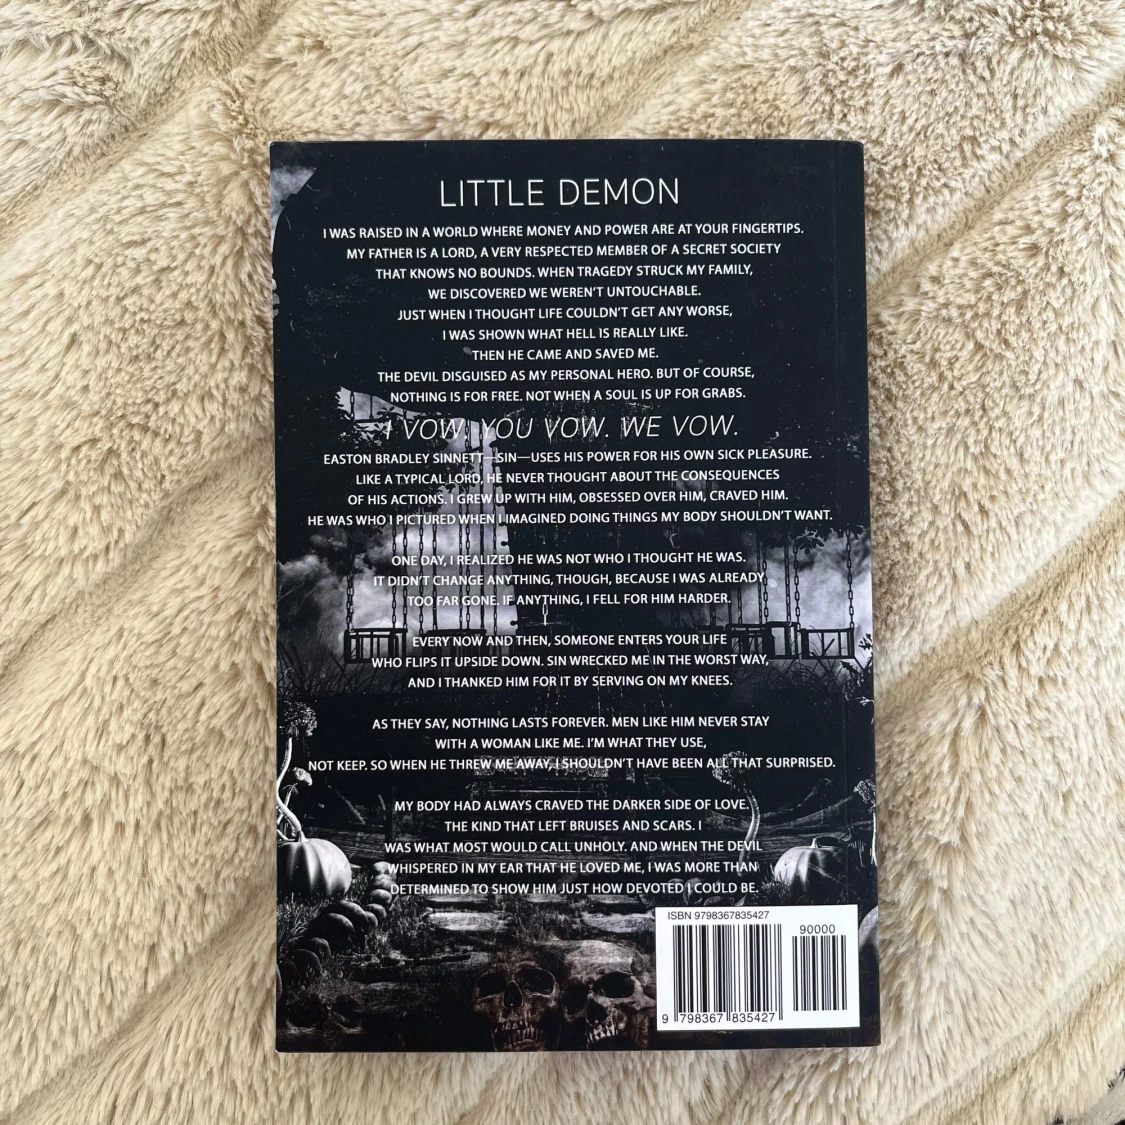 LITTLE DEMON
I WAS RAISED IN A WORLD WHERE MONEY AND POWER ARE AT YOUR FINGERTIPS.
MY FATHER IS A LORD, A VERY RESPECTED MEMBER OF A SECRET SOCIETY
THAT KNOWS NO BOUNDS. WHEN TRAGEDY STRUCK MY FAMILY,
WE DISCOVERED WE WEREN'T UNTOUCHABLE.
JUST WHEN I THOUGHT LIFE COULDN'T GET ANY WORSE,
I WAS SHOWN WHAT HELL IS REALLY LIKE.
THEN HE CAME AND SAVED ME.
THE DEVIL DISGUISED AS MY PERSONAL HERO. BUT OF COURSE,
NOTHING IS FOR FREE. NOT WHEN A SOUL IS UP FOR GRABS.
I VOW. YOU VOW. WE VOW.
EASTON BRADLEY SINNETT—SIN—USES HIS POWER FOR HIS OWN SICK PLEASURE.
LIKE A TYPICAL LORD, HE NEVER THOUGHT ABOUT THE CONSEQUENCES
OF HIS ACTIONS. I GREW UP WITH HIM, OBSESSED OVER HIM, CRAVED HIM.
HE WAS WHO I PICTURED WHEN I IMAGINED DOING THINGS MY BODY SHOULDN'T WANT.
ONE DAY, I REALIZED HE WAS NOT WHO I THOUGHT HE WAS.
IT DIDN'T CHANGE ANYTHING, THOUGH, BECAUSE I WAS ALREADY
TOO FAR GONE. IF ANYTHING, I FELL FOR HIM HARDER.
EVERY NOW AND THEN, SOMEONE ENTERS YOUR LIFE
WHO FLIPS IT UPSIDE DOWN. SIN WRECKED ME IN THE WORST WAY,
AND I THANKED HIM FOR IT BY SERVING ON MY KNEES.
AS THEY SAY, NOTHING LASTS FOREVER. MEN LIKE HIM NEVER STAY
WITH A WOMAN LIKE ME. I'M WHAT THEY USE,
NOT KEEP. SO WHEN HE THREW ME AWAY, I SHOULDN'T HAVE BEEN ALL THAT SURPRISED.
MY BODY HAD ALWAYS CRAVED THE DARKER SIDE OF LOVE.
THE KIND THAT LEFT BRUISES AND SCARS. I
WAS WHAT MOST WOULD CALL UNHOLY. AND WHEN THE DEVIL
WHISPERED IN MY EAR THAT HE LOVED ME, I WAS MORE THAN
DETERMINED TO SHOW HIM JUST HOW DEVOTED I COULD BE.
ISBN 9798367835427
90000
9 798367 835427